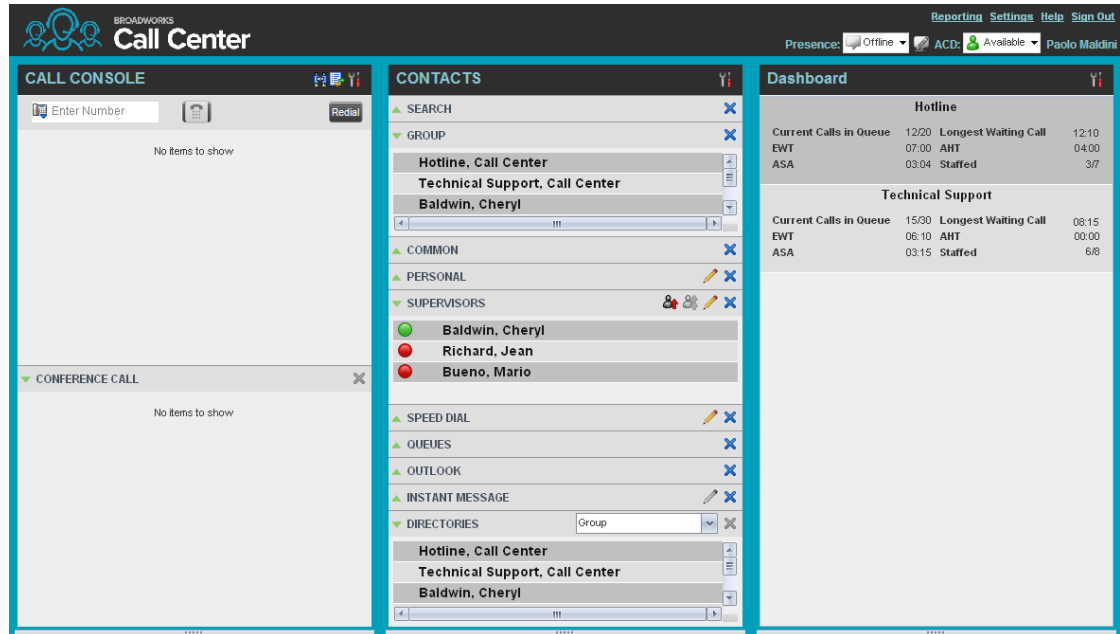 BROADWORKS
Call Center
Reporting Settings Help Sign Out
Presence: Offline ACD: Available Paolo Maldini
CALL CONSOLE
Enter Number Redial
No items to show
CONFERENCE CALL
No items to show
CONTACTS
SEARCH
GROUP
Hotline, Call Center
Technical Support, Call Center
Baldwin, Cheryl
COMMON
PERSONAL
SUPERVISORS
Baldwin, Cheryl
Richard, Jean
Bueno, Mario
SPEED DIAL
QUEUES
OUTLOOK
INSTANT MESSAGE
DIRECTORIES Group
Hotline, Call Center
Technical Support, Call Center
Baldwin, Cheryl
Dashboard
Hotline
Current Calls in Queue 12/20 Longest Waiting Call 12:10
EWT 07:00 AHT 04:00
ASA 03:04 Staffed 3/7
Technical Support
Current Calls in Queue 15/30 Longest Waiting Call 08:15
EWT 06:10 AHT 00:00
ASA 03:15 Staffed 6/8